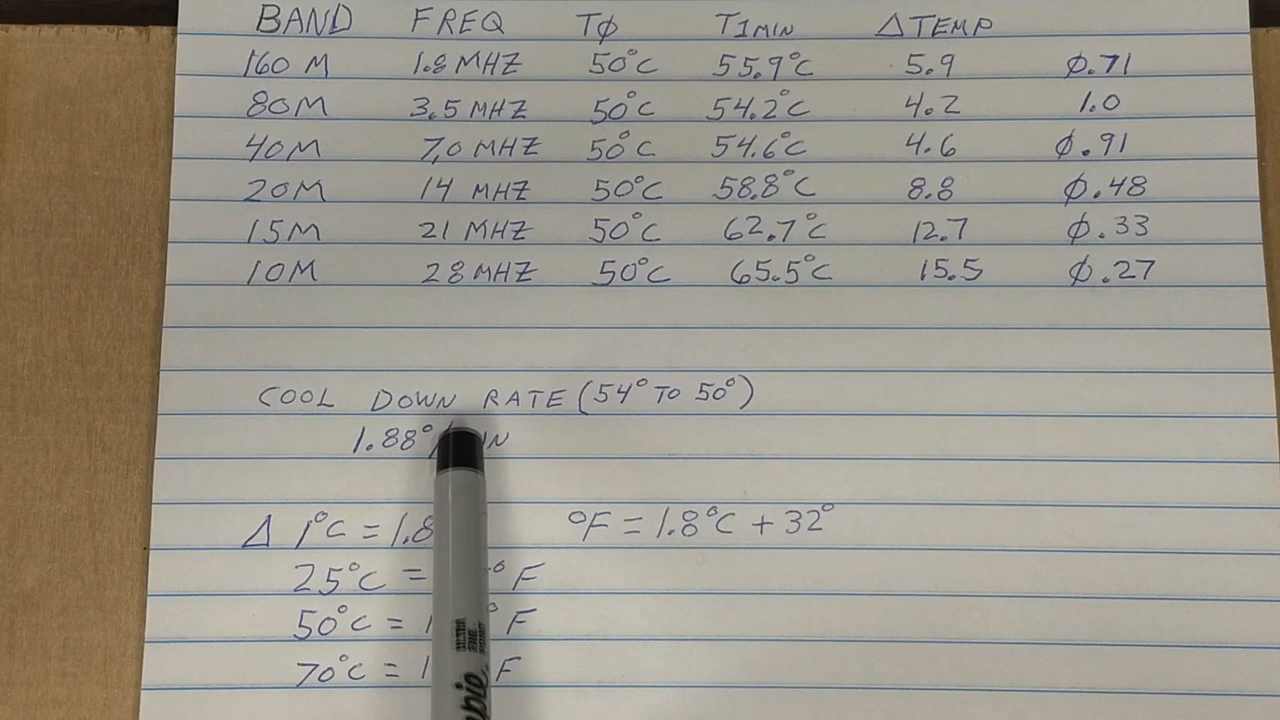 BAND FREQ TØ T1MIN Δ TEMP
160 M 1.8 MHZ 50°C 55.9°C 5.9 Ø.71
80M 3.5 MHZ 50°C 54.2°C 4.2 1.0
40M 7.0 MHZ 50°C 54.6°C 4.6 Ø.91
20M 14 MHZ 50°C 58.8°C 8.8 Ø.48
15M 21 MHZ 50°C 62.7°C 12.7 Ø.33
10M 28 MHZ 50°C 65.5°C 15.5 Ø.27
COOL DOWN RATE (54° TO 50°)
1.88°
Δ 1°C = 1.8 °F = 1.8°C + 32°
25°C = ° F
50°C = 1 ° F
70°C = 1 F